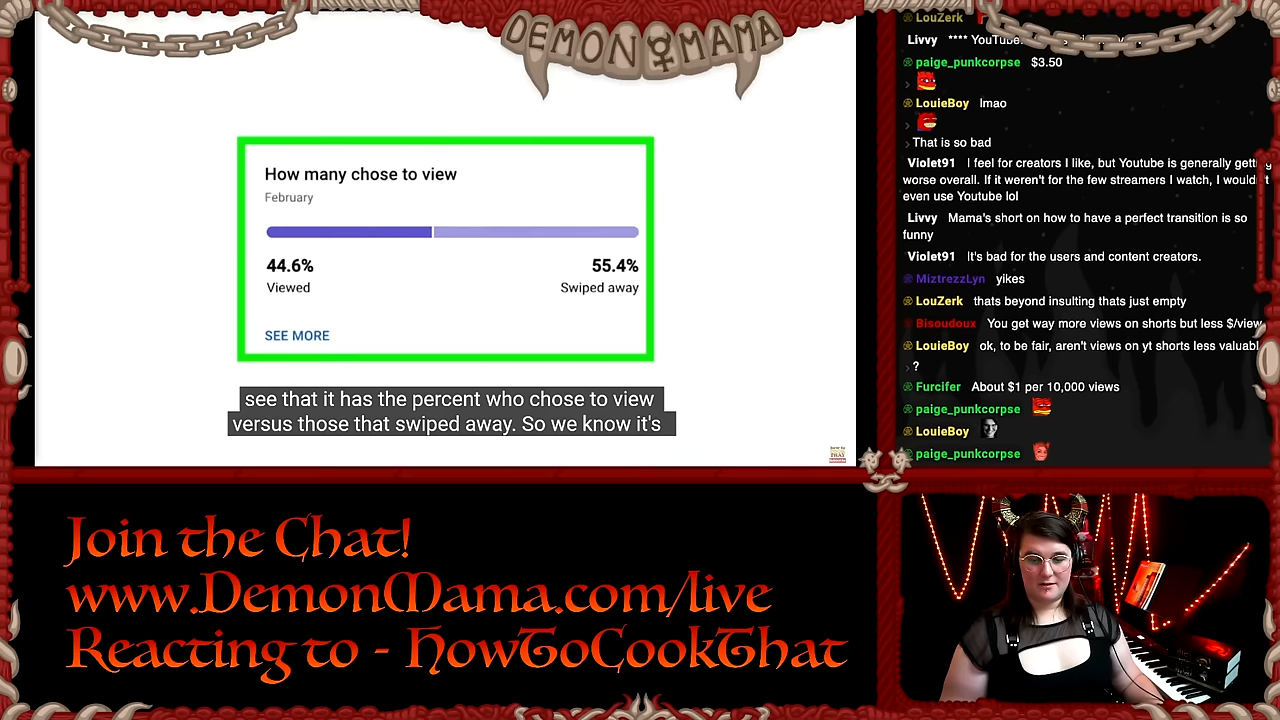 DEMON MAMA
How many chose to view
February
44.6%
55.4%
Viewed
Swiped away
SEE MORE
see that it has the percent who chose to view
versus those that swiped away. So we know it's
LouZerk
Livvy **** YouTube.
paige_punkcorpse $3.50
LouieBoy lmao
That is so bad
Violet91 I feel for creators I like, but Youtube is generally
worse overall. If it weren't for the few streamers I watch, I
even use Youtube lol
Livvy Mama's short on how to have a perfect transition is so
funny
Violet91 It's bad for the users and content creators.
MiztrezzLyn yikes
LouZerk thats beyond insulting thats just empty
Bisoudoux You get way more views on shorts but less $/view
LouieBoy ok, to be fair, aren't views on yt shorts less
?
Furcifer About $1 per 10,000 views
paige_punkcorpse
LouieBoy
paige_punkcorpse
Join the Chat!
www.DemonMama.com/live
Reacting to - HowToCookThat